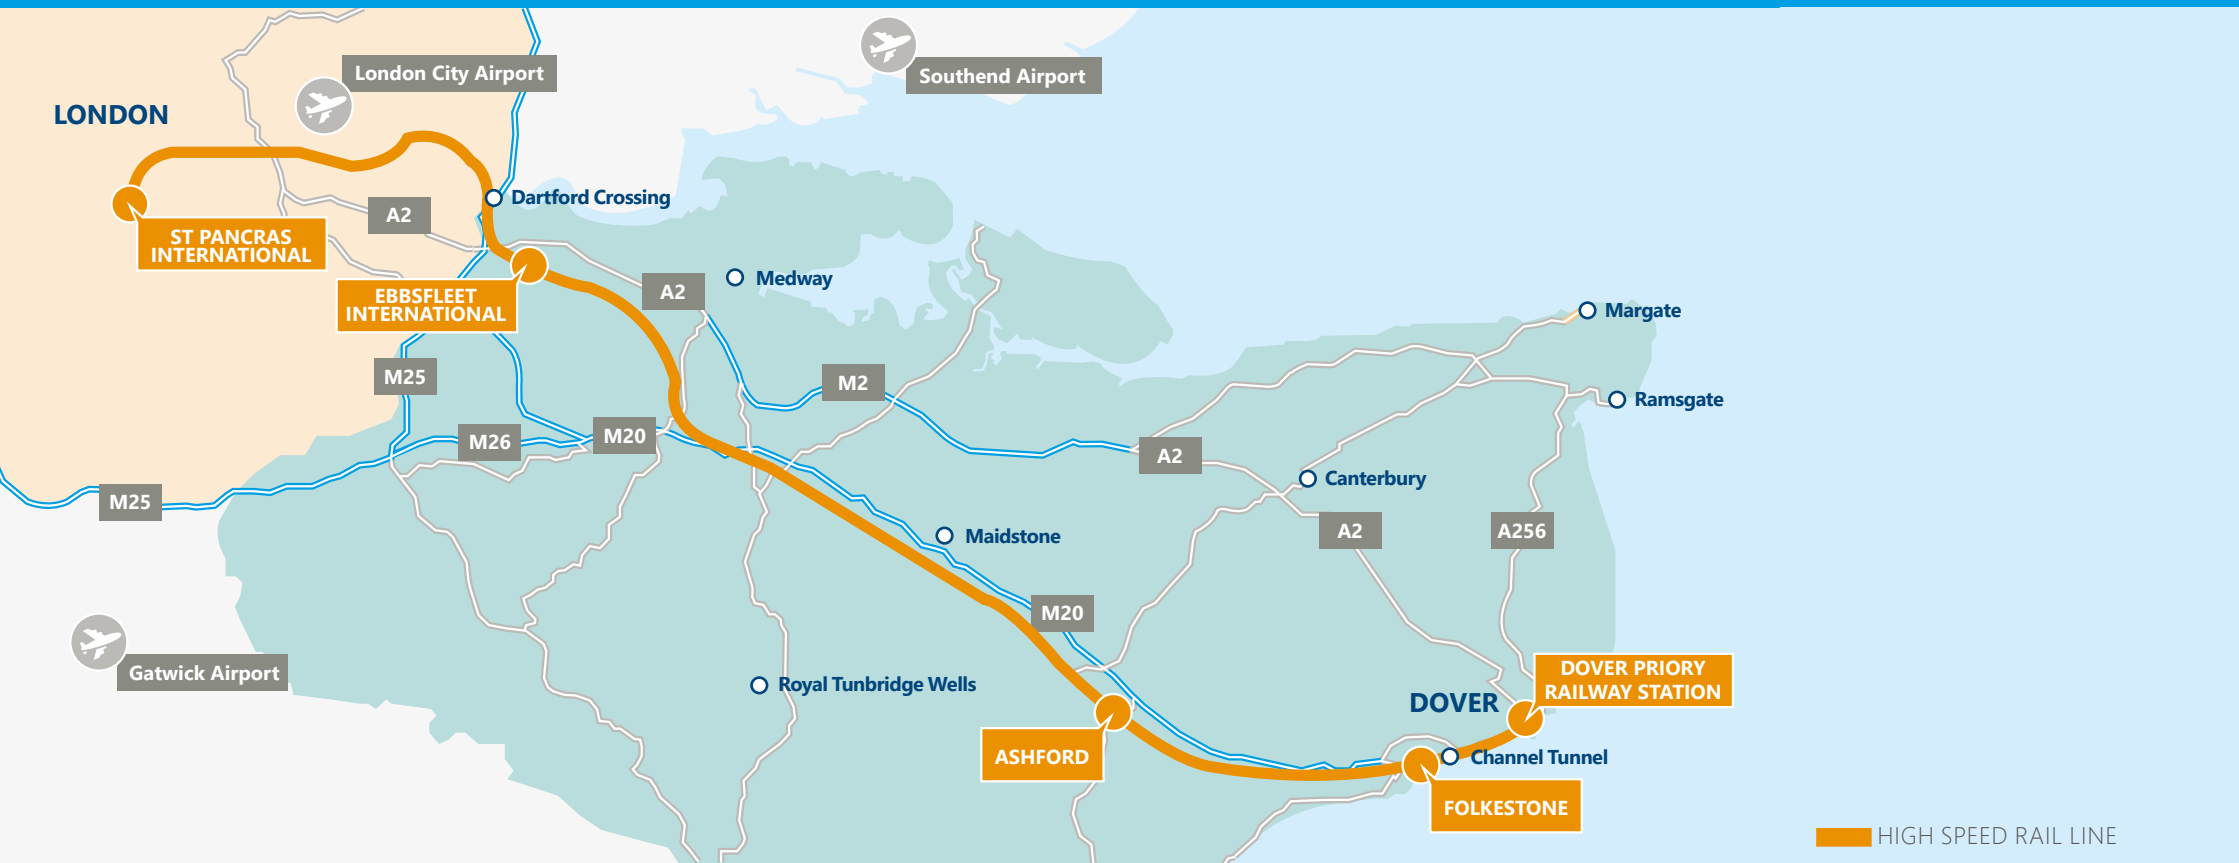 London City Airport
Southend Airport
LONDON
Dartford Crossing
A2
ST PANCRAS
INTERNATIONAL
EBBSFLEET
INTERNATIONAL
A2
Medway
Margate
M25
M2
Ramsgate
M26
M20
A2
Canterbury
M25
A2
A256
Maidstone
M20
Gatwick Airport
Royal Tunbridge Wells
DOVER PRIORY
RAILWAY STATION
DOVER
ASHFORD
Channel Tunnel
FOLKESTONE
HIGH SPEED RAIL LINE